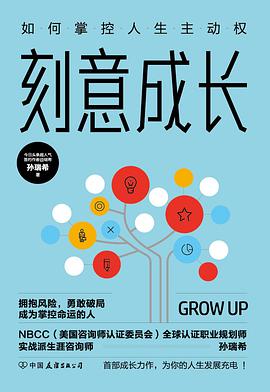 如何掌控人生主动权
刻意成长
今日头条超人气
签约作者@瑞希
孙瑞希
著
拥抱风险，勇敢破局
成为掌控命运的人
GROW UP
NBCC（美国咨询师认证委员会）全球认证职业规划师
实战派生涯咨询师 孙瑞希
中国友谊出版公司
首部成长力作，为你的人生发展充电！